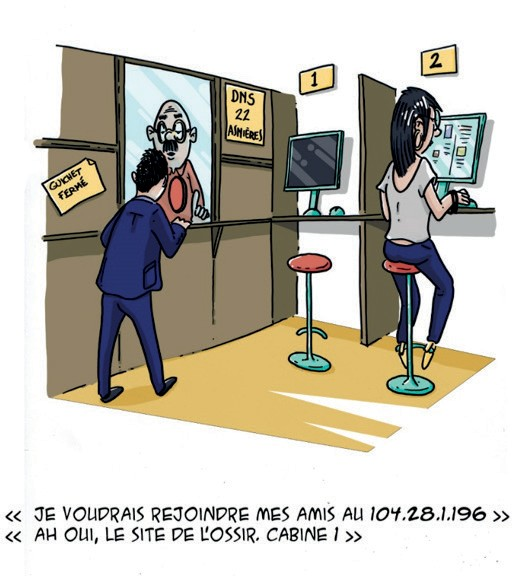 2
1
DNS
22
ASNIÈRES
GUICHET
FERMÉ
« JE VOUDRAIS REJOINDRE MES AMIS AU 104.28.1.196 »
« AH OUI, LE SITE DE L'OSSIR. CABINE 1 »